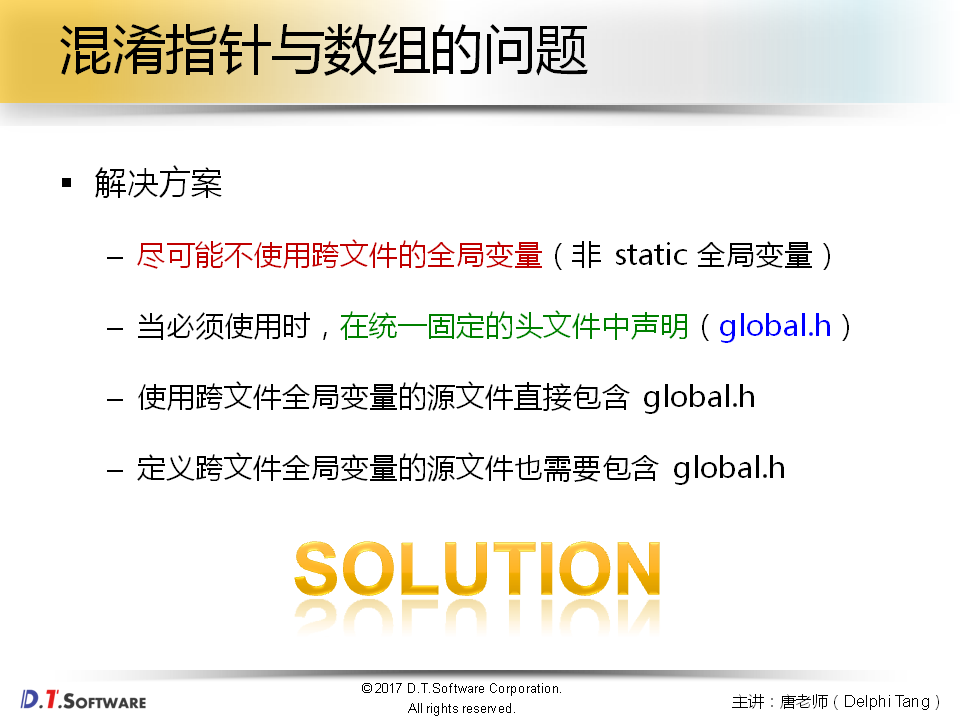 混淆指针与数组的问题
▪ 解决方案
– 尽可能不使用跨文件的全局变量（非 static 全局变量）
– 当必须使用时，在统一固定的头文件中声明（global.h）
– 使用跨文件全局变量的源文件直接包含 global.h
– 定义跨文件全局变量的源文件也需要包含 global.h
SOLUTION
D.T.SOFTWARE
©2017 D.T.Software Corporation.
All rights reserved.
主讲：唐老师（Delphi Tang）